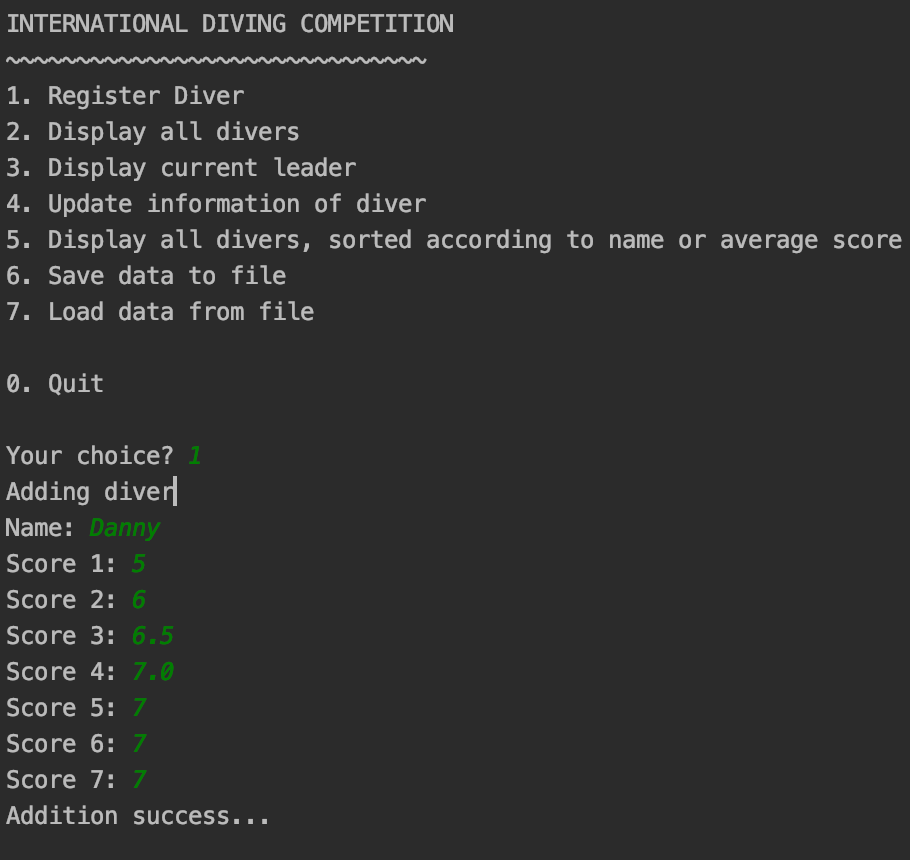 INTERNATIONAL DIVING COMPETITION
~~~~~~~~~~~~~~~~~~~~~~~~~~~~~~
1. Register Diver
2. Display all divers
3. Display current leader
4. Update information of diver
5. Display all divers, sorted according to name or average score
6. Save data to file
7. Load data from file
0. Quit
Your choice? 1
Adding diver
Name: Danny
Score 1: 5
Score 2: 6
Score 3: 6.5
Score 4: 7.0
Score 5: 7
Score 6: 7
Score 7: 7
Addition success...